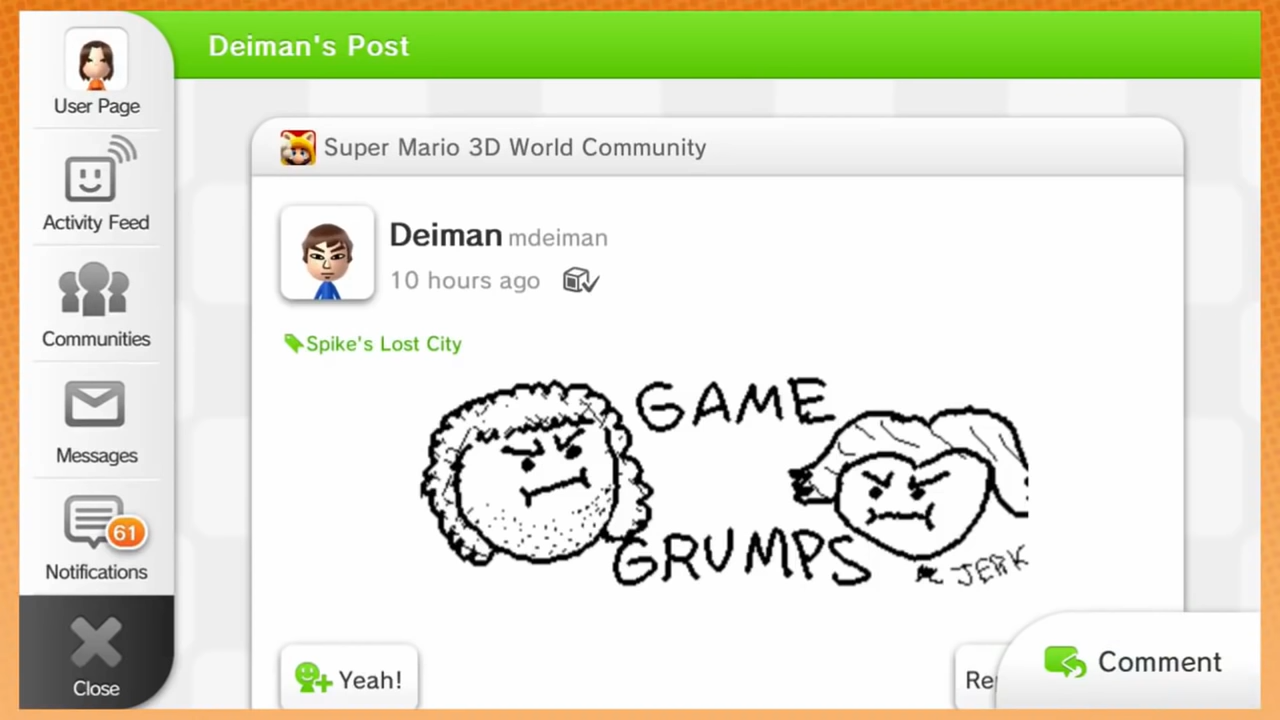 Deiman's Post
User Page
Activity Feed
Communities
Messages
61
Notifications
Close
Super Mario 3D World Community
Deiman mdeiman
10 hours ago
Spike's Lost City
GAME
GRUMPS
JERK
Yeah!
Re
Comment